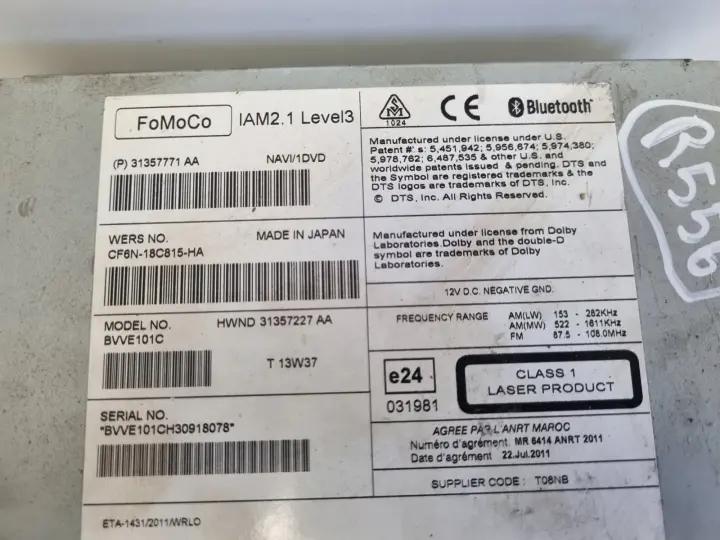 FoMoCo
IAM2.1 Level3
(P) 31357771 AA
NAVI/1DVD
WERS NO.
MADE IN JAPAN
CF6N-18C815-HA
MODEL NO.
HWND 31357227 AA
BVVE101C
T 13W37
SERIAL NO.
*BVVE101CH30918078*
ETA-1431/2011/WRLO
SM
1024
CE
Bluetooth
Manufactured under license under U.S.
Patent #'s: 5,451,942; 5,956,674; 5,974,380;
5,978,762; 6,487,535 & other U.S. and
worldwide patents issued & pending. DTS and
the Symbol are registered trademarks & the
DTS logos are trademarks of DTS, Inc.
© DTS, Inc. All Rights Reserved.
Manufactured under license from Dolby
Laboratories.Dolby and the double-D
symbol are trademarks of Dolby
Laboratories.
12V D.C. NEGATIVE GND.
FREQUENCY RANGE
AM(LW) 153 - 282KHz
AM(MW) 522 - 1611KHz
FM 87.5 - 108.0MHz
e24
031981
CLASS 1
LASER PRODUCT
AGREE PAR L'ANRT MAROC
Numéro d'agrément. MR 6414 ANRT 2011
Date d'agrément 22.Jul.2011
SUPPLIER CODE : T08NB
R556